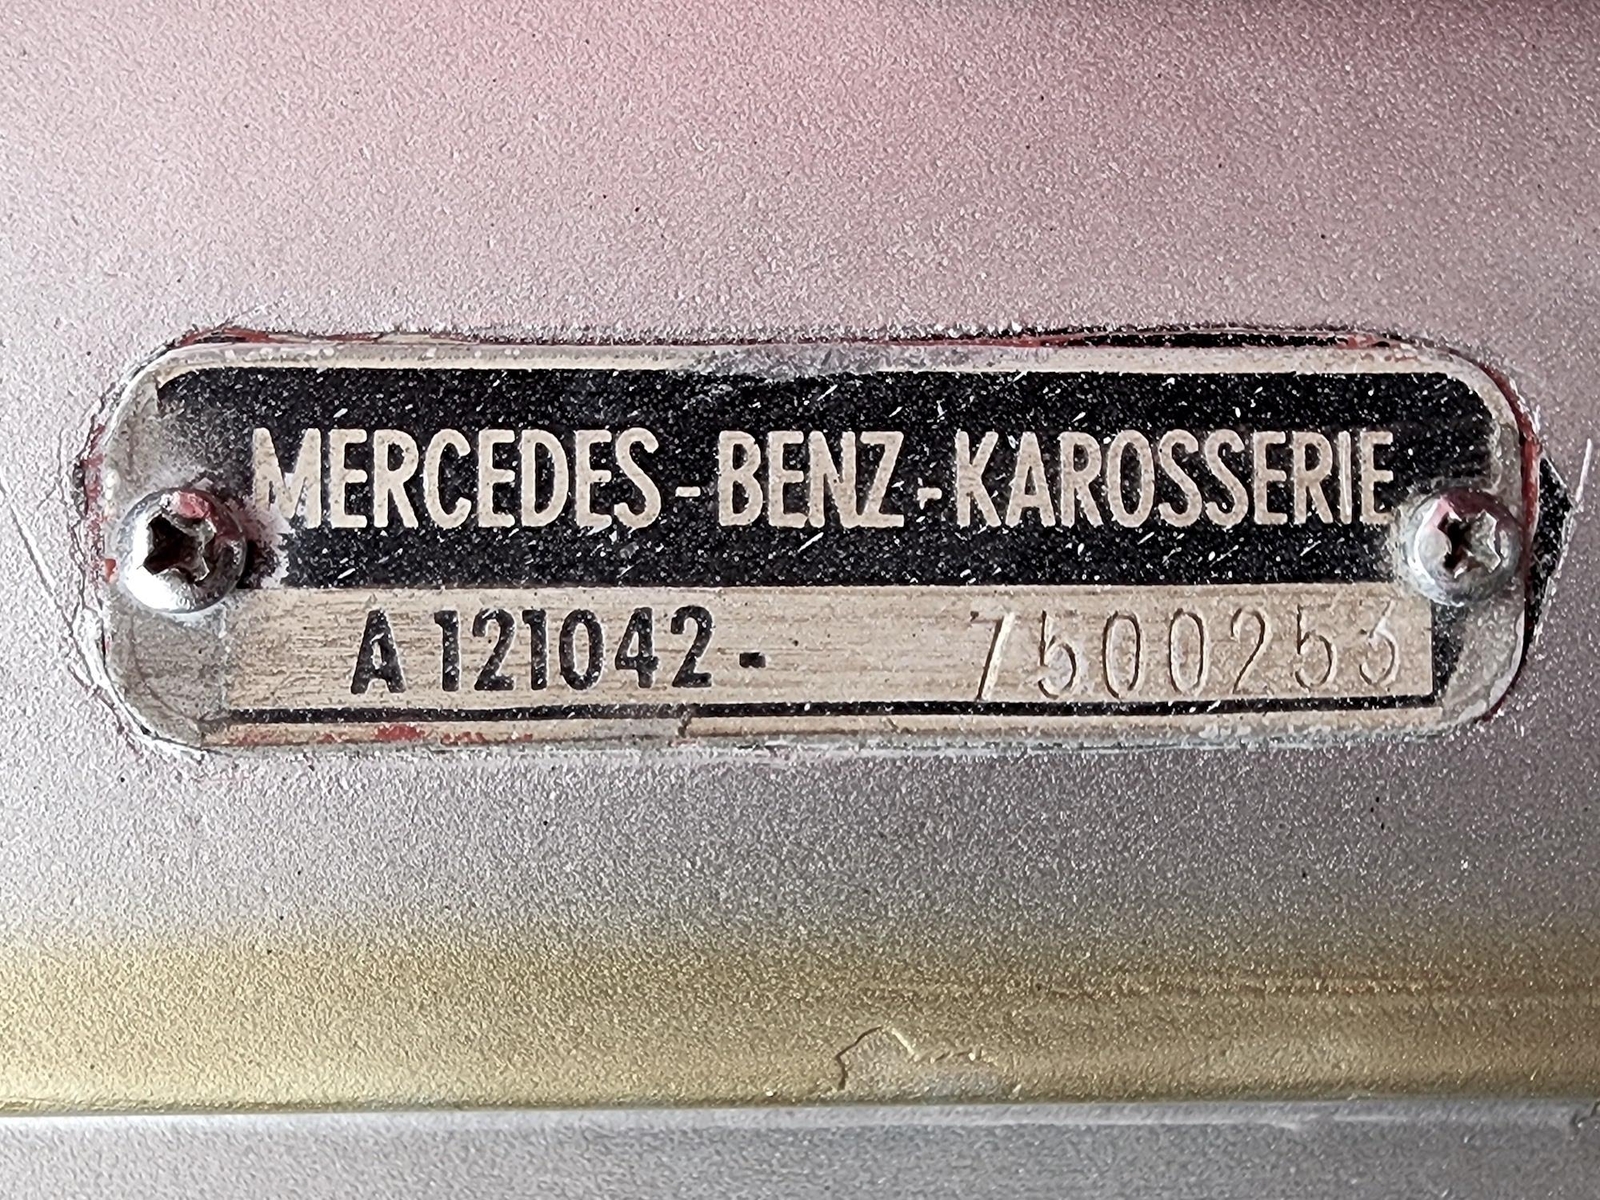 MERCEDES-BENZ-KAROSSERIE
A 121042- 7500253